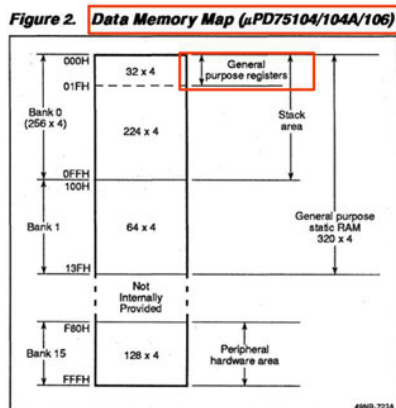 Figure 2. Data Memory Map (μPD75104/104A/106)
000H
32 x 4
General
purpose registers
01FH
Bank 0
(256 x 4)
224 x 4
Stack
area
0FFH
100H
Bank 1
64 x 4
General purpose
static RAM
320 x 4
13FH
Not
Internally
Provided
F80H
Bank 15
128 x 4
Peripheral
hardware area
FFFH
49NR-723A